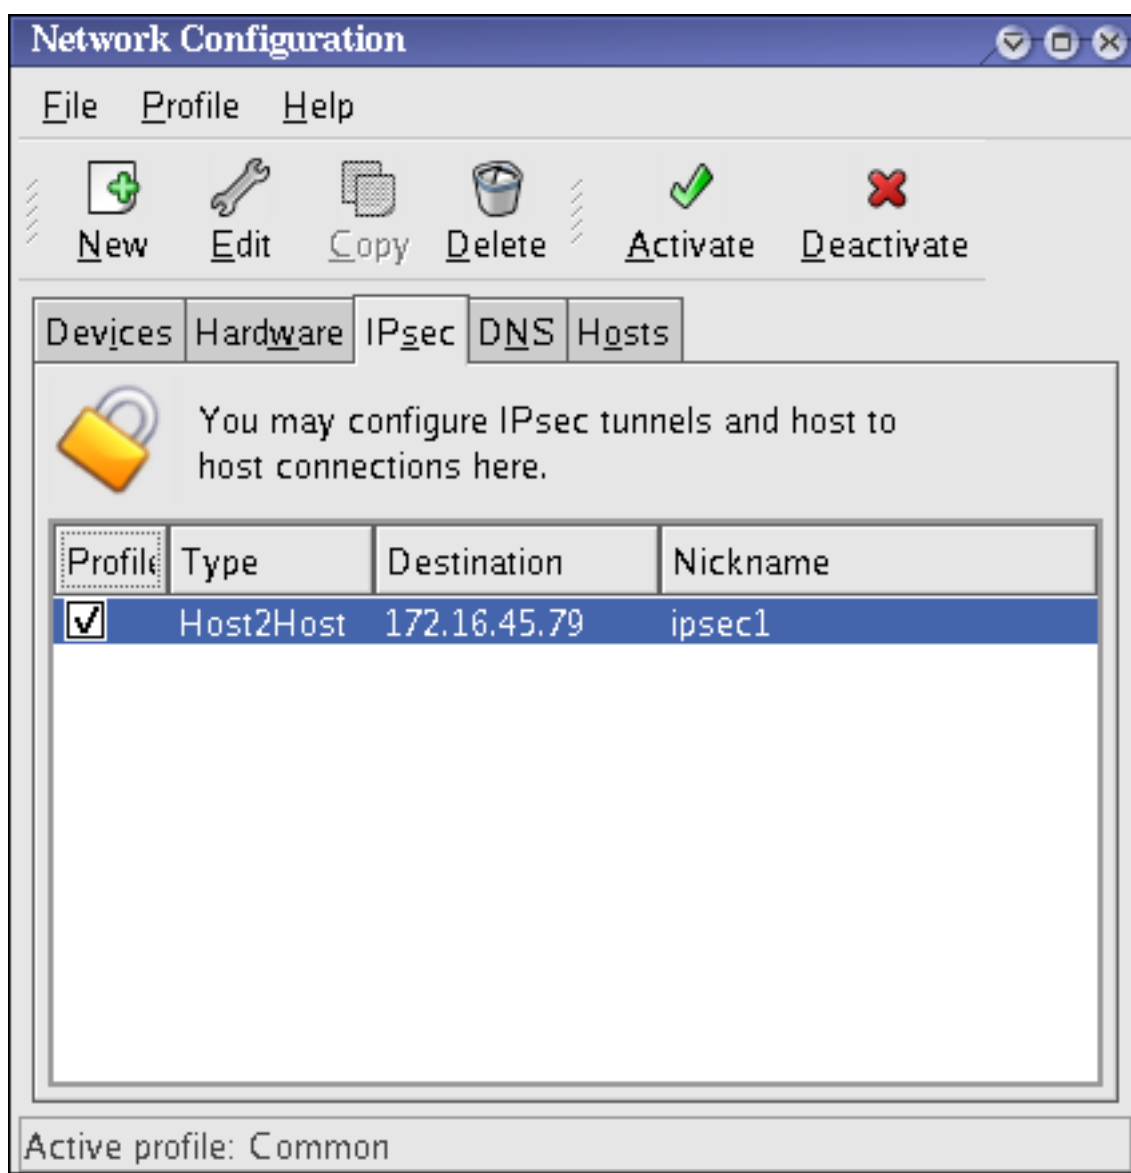 Network Configuration
File Profile Help
New Edit Copy Delete Activate Deactivate
Devices Hardware IPsec DNS Hosts
You may configure IPsec tunnels and host to
host connections here.
Profile Type Destination Nickname
Host2Host 172.16.45.79 ipsec1
Active profile: Common